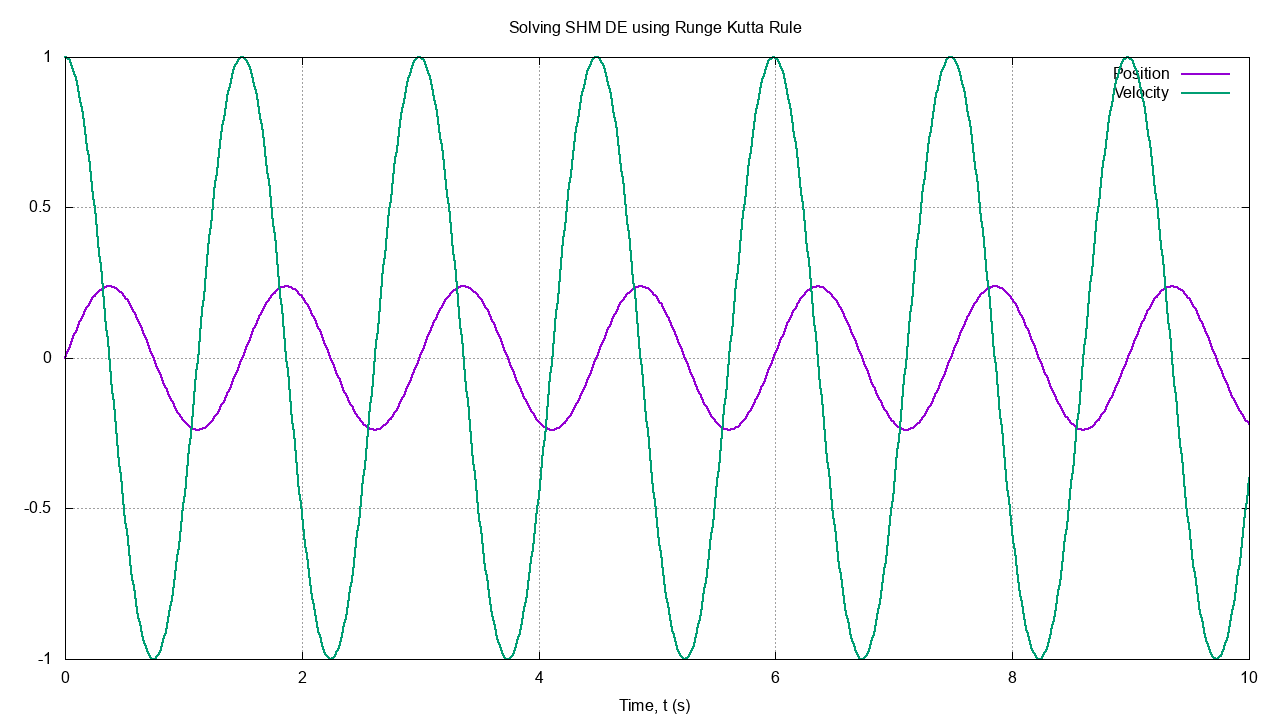 Solving SHM DE using Runge Kutta Rule
1
Position
Velocity
0.5
0
-0.5
-1
0 2 4 6 8 10
Time, t (s)